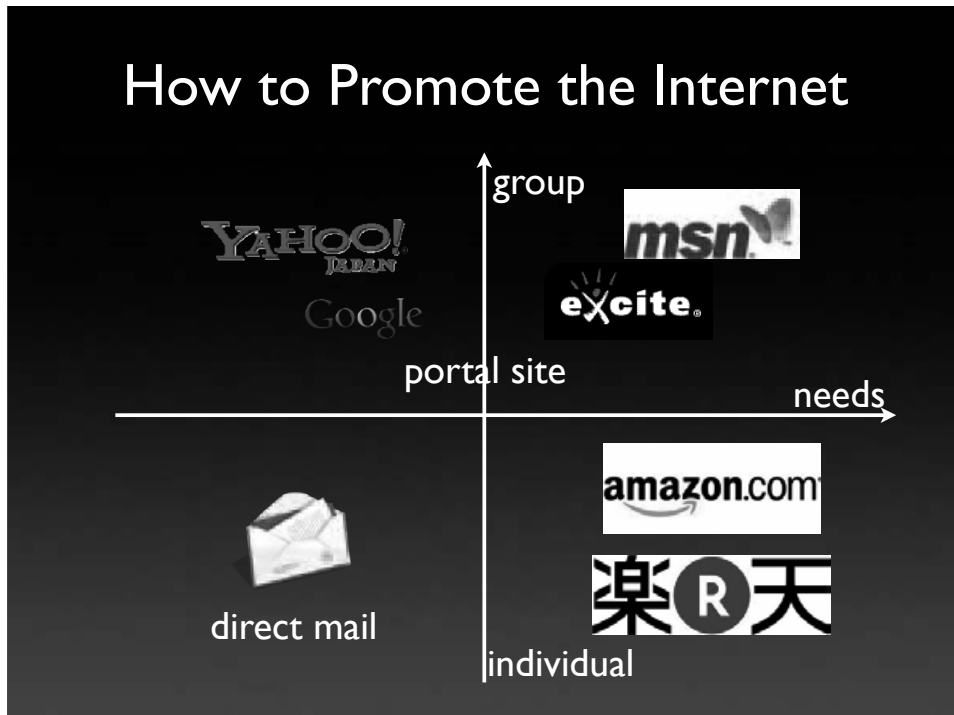 How to Promote the Internet
group
msn
YAHOO!
JAPAN
Google
excite
portal site
needs
amazon.com
楽R天
direct mail
individual